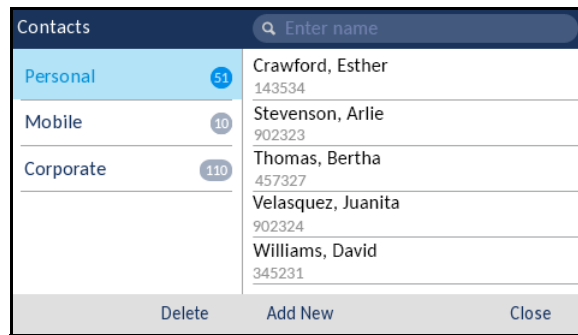 Contacts
Enter name
Personal 51
Mobile 10
Corporate 110
Crawford, Esther
143534
Stevenson, Arlie
902323
Thomas, Bertha
457327
Velasquez, Juanita
902324
Williams, David
345231
Delete Add New Close